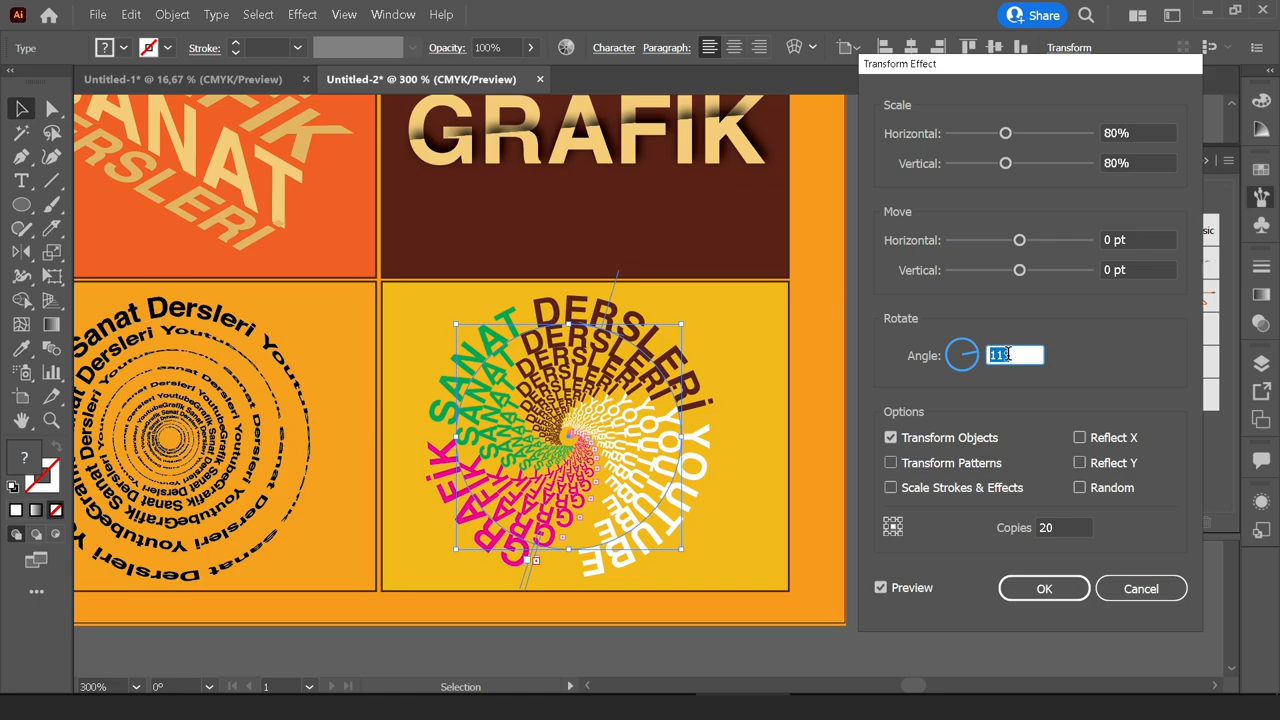 Ai File Edit Object Type Select Effect View Window Help Share
Type ? Stroke: Opacity: 100% Character Paragraph: Transform
Untitled-1* @ 16,67 % (CMYK/Preview) × Untitled-2* @ 300 % (CMYK/Preview) ×
GRAFİK
SANAT
DERSLERİ
GRAFIK
Sanat Dersleri Youtube
SANAT
DERSLERİ
YOUTUBE
GRAFİK
Transform Effect
Scale
Horizontal: 80%
Vertical: 80%
Move
Horizontal: 0 pt
Vertical: 0 pt
Rotate
Angle: 11°
Options
Transform Objects Reflect X
Transform Patterns Reflect Y
Scale Strokes & Effects Random
Copies 20
Preview OK Cancel
?
300% 0° 1 Selection